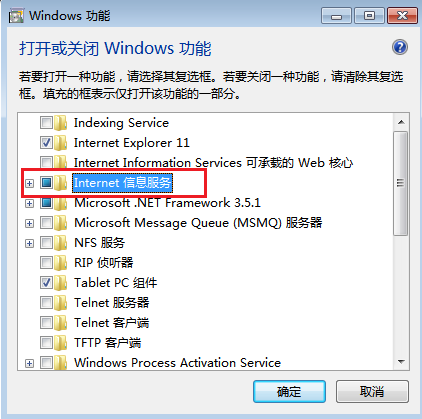 Windows 功能
打开或关闭 Windows 功能
若要打开一种功能，请选择其复选框。若要关闭一种功能，请清除其复选
框。填充的框表示仅打开该功能的一部分。
Indexing Service
Internet Explorer 11
Internet Information Services 可承载的 Web 核心
Internet 信息服务
Microsoft .NET Framework 3.5.1
Microsoft Message Queue (MSMQ) 服务器
NFS 服务
RIP 侦听器
Tablet PC 组件
Telnet 服务器
Telnet 客户端
TFTP 客户端
Windows Process Activation Service
确定
取消